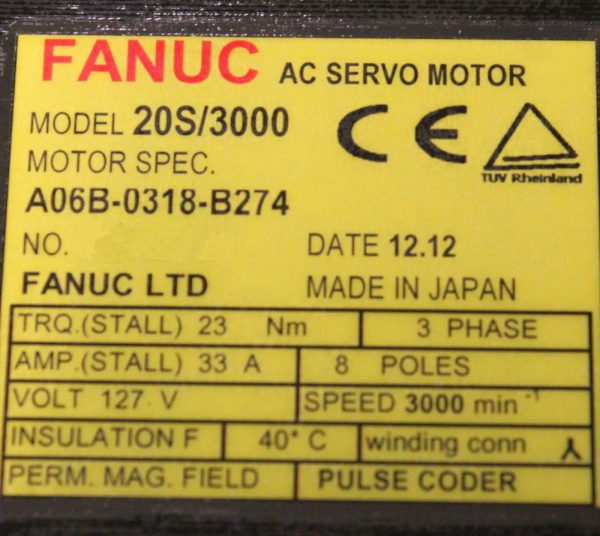 FANUC AC SERVO MOTOR
MODEL 20S/3000
MOTOR SPEC.
CE
TUV Rheinland
A06B-0318-B274
NO. DATE 12.12
FANUC LTD MADE IN JAPAN
TRQ.(STALL) 23 Nm 3 PHASE
AMP.(STALL) 33 A 8 POLES
VOLT 127 V SPEED 3000 min⁻¹
INSULATION F 40° C winding conn
PERM. MAG. FIELD PULSE CODER